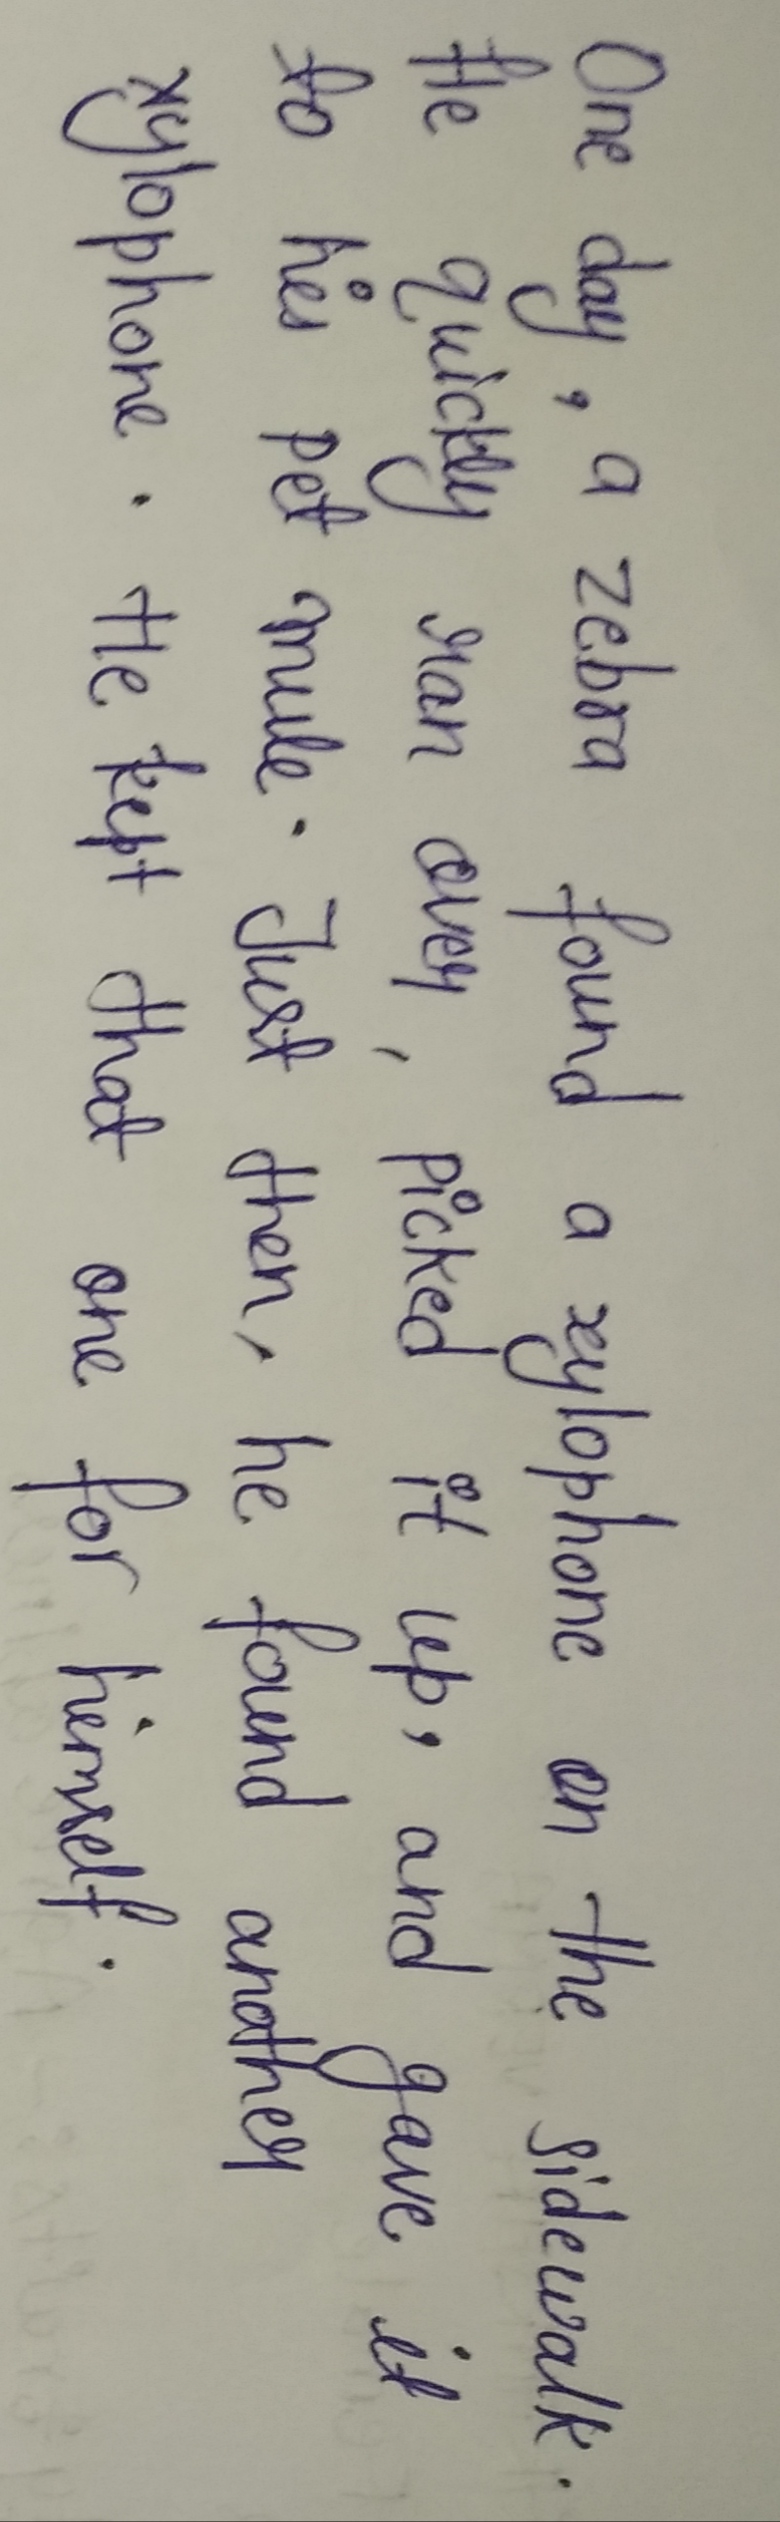 One day, a zebra found a xylophone on the sidewalk.
He quickly ran over, picked it up, and gave it
to his pet mule. Just then, he found another
xylophone. He kept that one for himself.